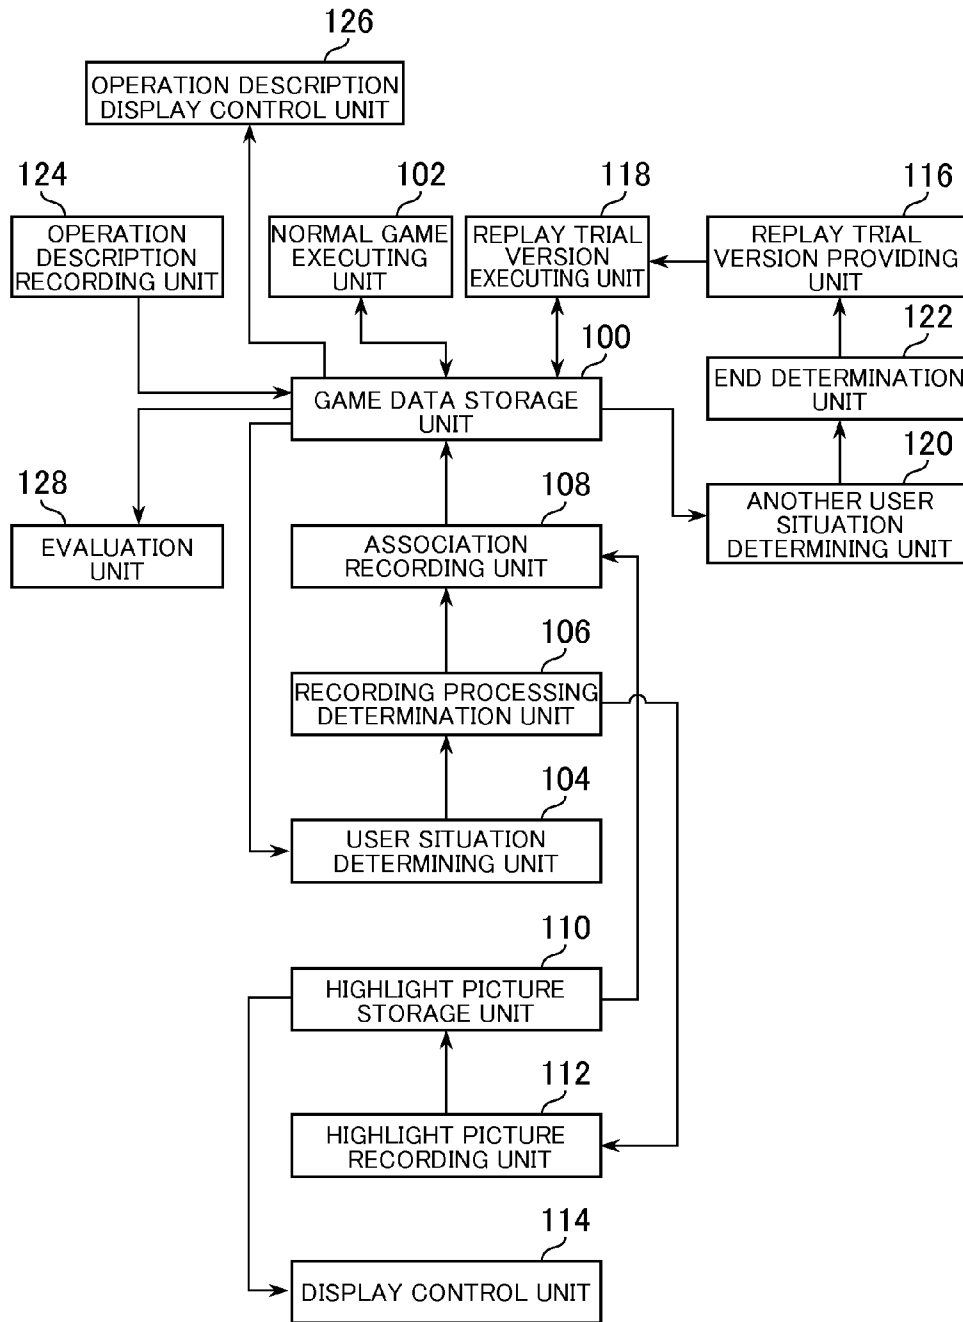 126
OPERATION DESCRIPTION
DISPLAY CONTROL UNIT
124
OPERATION
DESCRIPTION
RECORDING UNIT
102
NORMAL GAME
EXECUTING
UNIT
118
REPLAY TRIAL
VERSION
EXECUTING UNIT
116
REPLAY TRIAL
VERSION PROVIDING
UNIT
122
END DETERMINATION
UNIT
100
GAME DATA STORAGE
UNIT
120
ANOTHER USER
SITUATION
DETERMINING UNIT
128
EVALUATION
UNIT
108
ASSOCIATION
RECORDING UNIT
106
RECORDING PROCESSING
DETERMINATION UNIT
104
USER SITUATION
DETERMINING UNIT
110
HIGHLIGHT PICTURE
STORAGE UNIT
112
HIGHLIGHT PICTURE
RECORDING UNIT
114
DISPLAY CONTROL UNIT